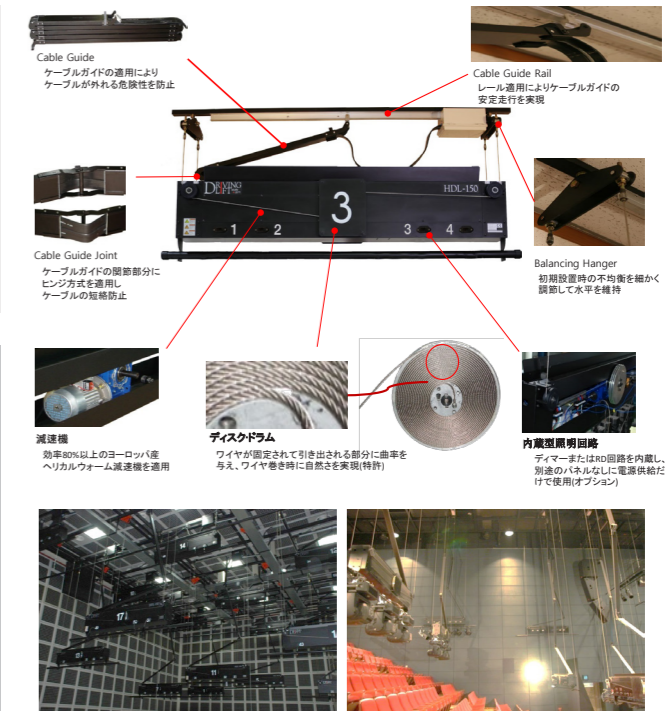 Cable Guide
ケーブルガイドの適用により
ケーブルが外れる危険性を防止
Cable Guide Rail
レール適用によりケーブルガイドの
安定走行を実現
DRIVING
LIFT
HDL-150
3
1
2
3
4
Cable Guide Joint
ケーブルガイドの関節部分に
ヒンジ方式を適用し
ケーブルの短絡防止
Balancing Hanger
初期設置時の不均衡を細かく
調節して水平を維持
減速機
効率80%以上のヨーロッパ産
ヘリカルウォーム減速機を適用
ディスクドラム
ワイヤが固定されて引き出される部分に曲率を
与え、ワイヤ巻き時に自然さを実現(特許)
内蔵型照明回路
ディマーまたはRD回路を内蔵し、
別途のパネルなしに電源供給だ
けで使用(オプション)
14
17
11